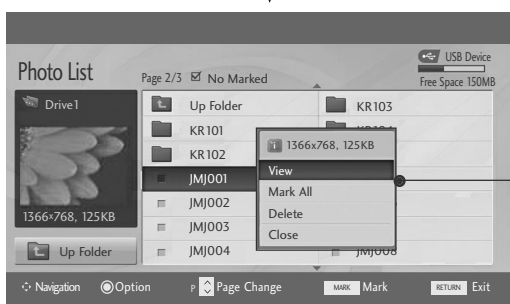 USB Device
Photo List
Page 2/3 ☑ No Marked
Free Space 150MB
Drive1
1366×768, 125KB
Up Folder
Up Folder
KR101
KR102
JMJ001
JMJ002
JMJ003
JMJ004
KR103
1366x768, 125KB
View
Mark All
Delete
Close
Navigation
Option
P Page Change
MARK Mark
RETURN Exit